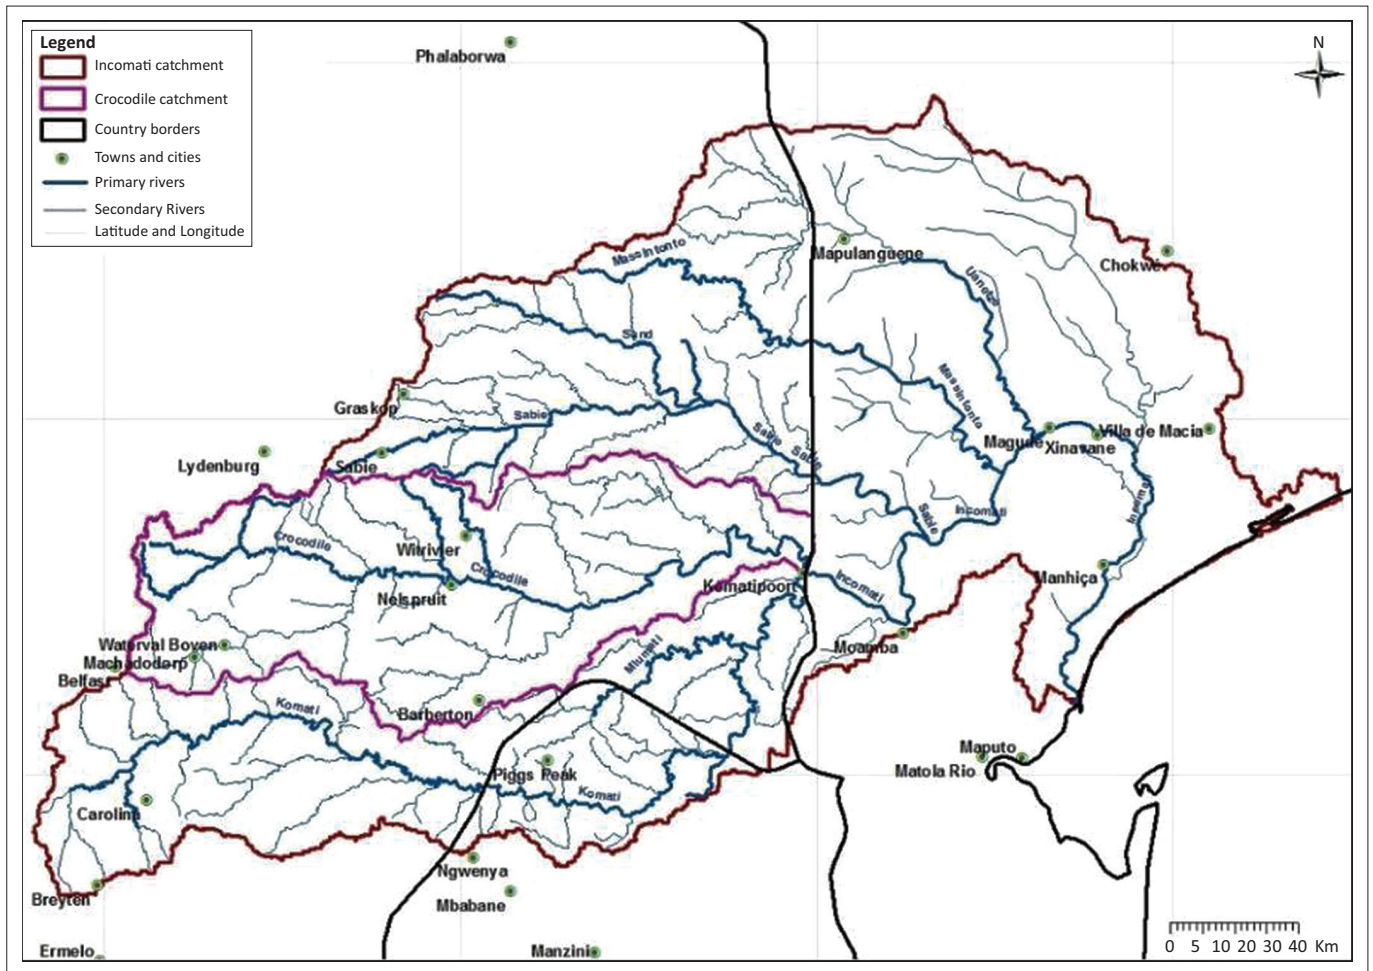 Legend
Incomati catchment
Crocodile catchment
Country borders
Towns and cities
Primary rivers
Secondary Rivers
Latitude and Longitude
N
Phalaborwa
Massintonto
Mapulanguene
Uanetze
Chokwé
Sand
Massintonto
Graskop
Sabie
Sabie Sabie
Magude
Xinavane
Villa de Macia
Lydenburg
Sabie
Incomati
Sabie
Incomati
Crocodile
Witrivier
Crocodile
Nelspruit
Komatipoort
Incomati
Manhiça
Waterval Boven
Machadodorp
Belfast
Mlumati
Moamba
Komati
Barberton
Piggs Peak
Komati
Maputo
Matola Rio
Carolina
Ngwenya
Breyten
Mbabane
Ermelo
Manzini
0 5 10 20 30 40 Km